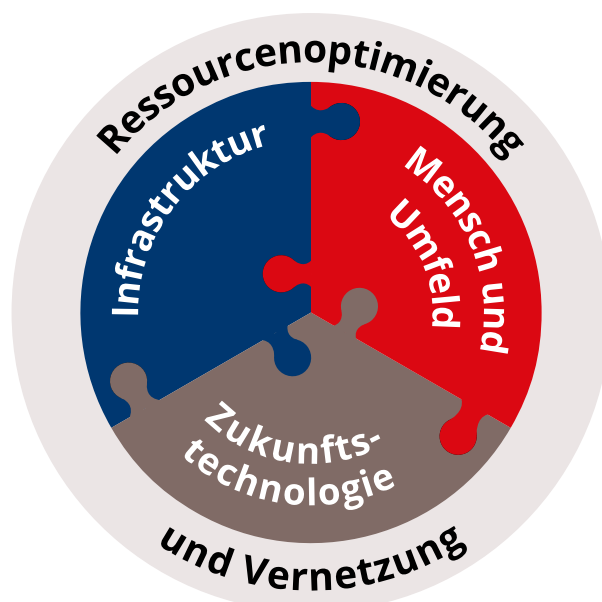 Ressourcenoptimierung
Infrastruktur
Mensch und
Umfeld
Zukunfts-
technologie
und Vernetzung